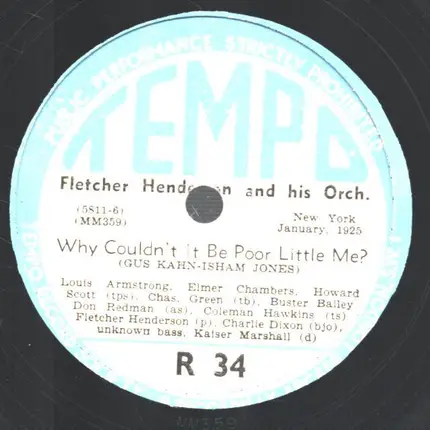 PUBLIC PERFORMANCE STRICTLY PROHIBITED
TEMPO
Fletcher Hende on and his Orch.
(5811-6)
(MM359)
New York
January, 1925
Why Couldn't It Be Poor Little Me?
(GUS KAHN-ISHAM JONES)
Louis Armstrong, Elmer Chambers, Howard
Scott (tps), Chas. Green (tb), Buster Bailey
Don Redman (as), Coleman Hawkins (ts)
Fletcher Henderson (p), Charlie Dixon (bjo),
unknown bass, Kaiser Marshall (d)
R 34